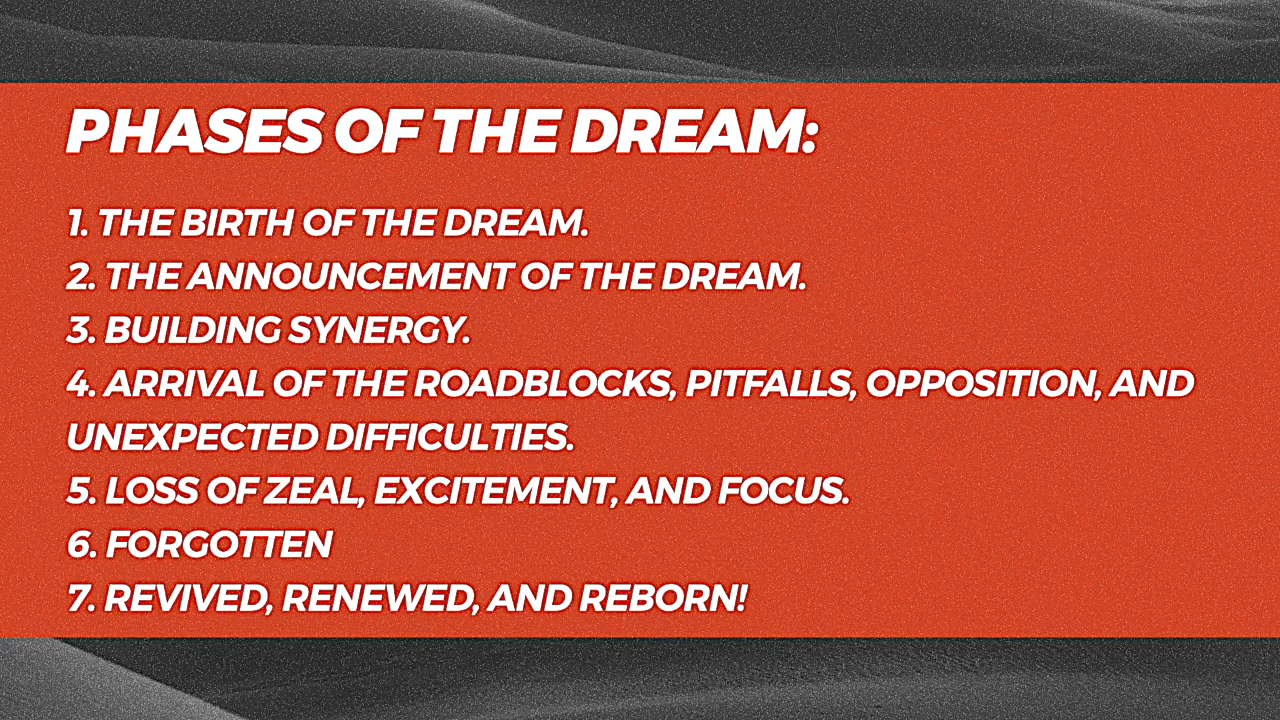 PHASES OF THE DREAM:
1. THE BIRTH OF THE DREAM.
2. THE ANNOUNCEMENT OF THE DREAM.
3. BUILDING SYNERGY.
4. ARRIVAL OF THE ROADBLOCKS, PITFALLS, OPPOSITION, AND
UNEXPECTED DIFFICULTIES.
5. LOSS OF ZEAL, EXCITEMENT, AND FOCUS.
6. FORGOTTEN
7. REVIVED, RENEWED, AND REBORN!